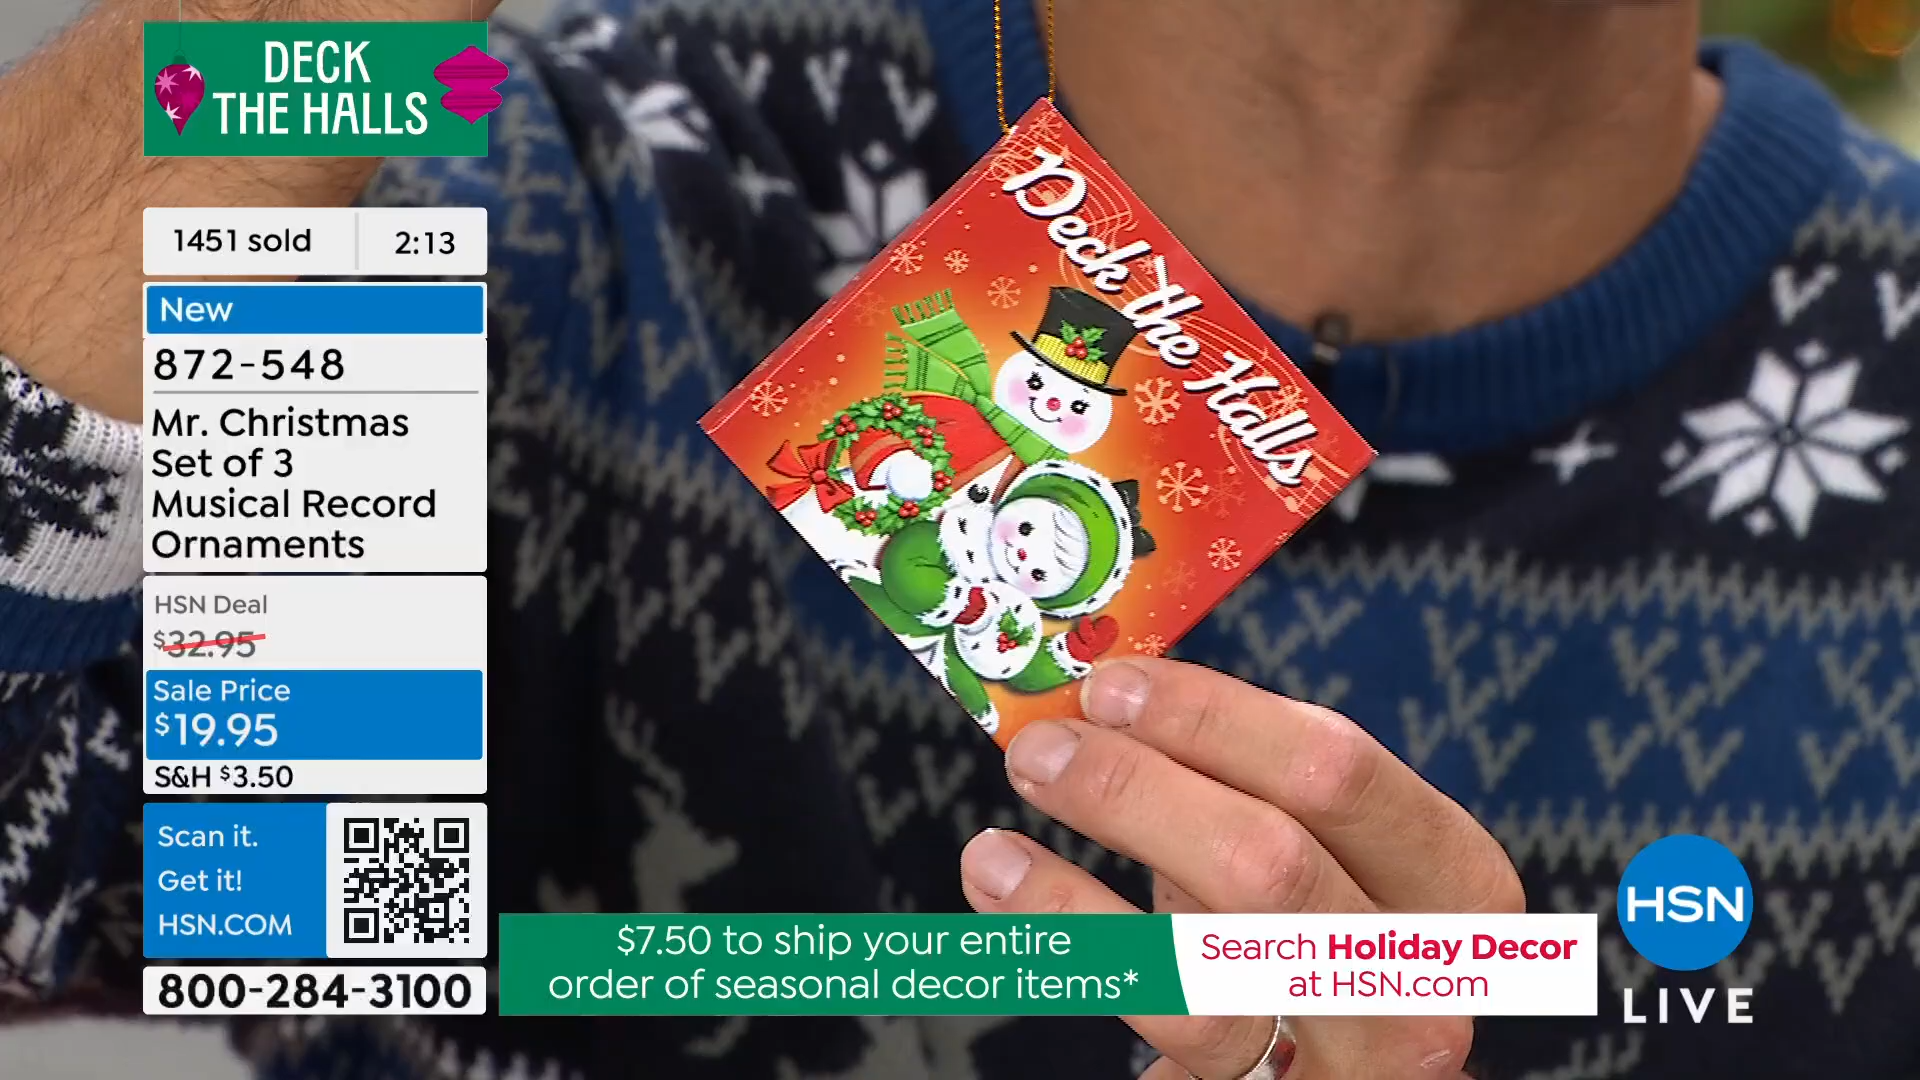 DECK
THE HALLS
1451 sold
2:13
New
872-548
Mr. Christmas
Set of 3
Musical Record
Ornaments
HSN Deal
$32.95
Sale Price
$19.95
S&H $3.50
Scan it.
Get it!
HSN.COM
800-284-3100
Deck the Halls
$7.50 to ship your entire
order of seasonal decor items*
Search Holiday Decor
at HSN.com
HSN
LIVE